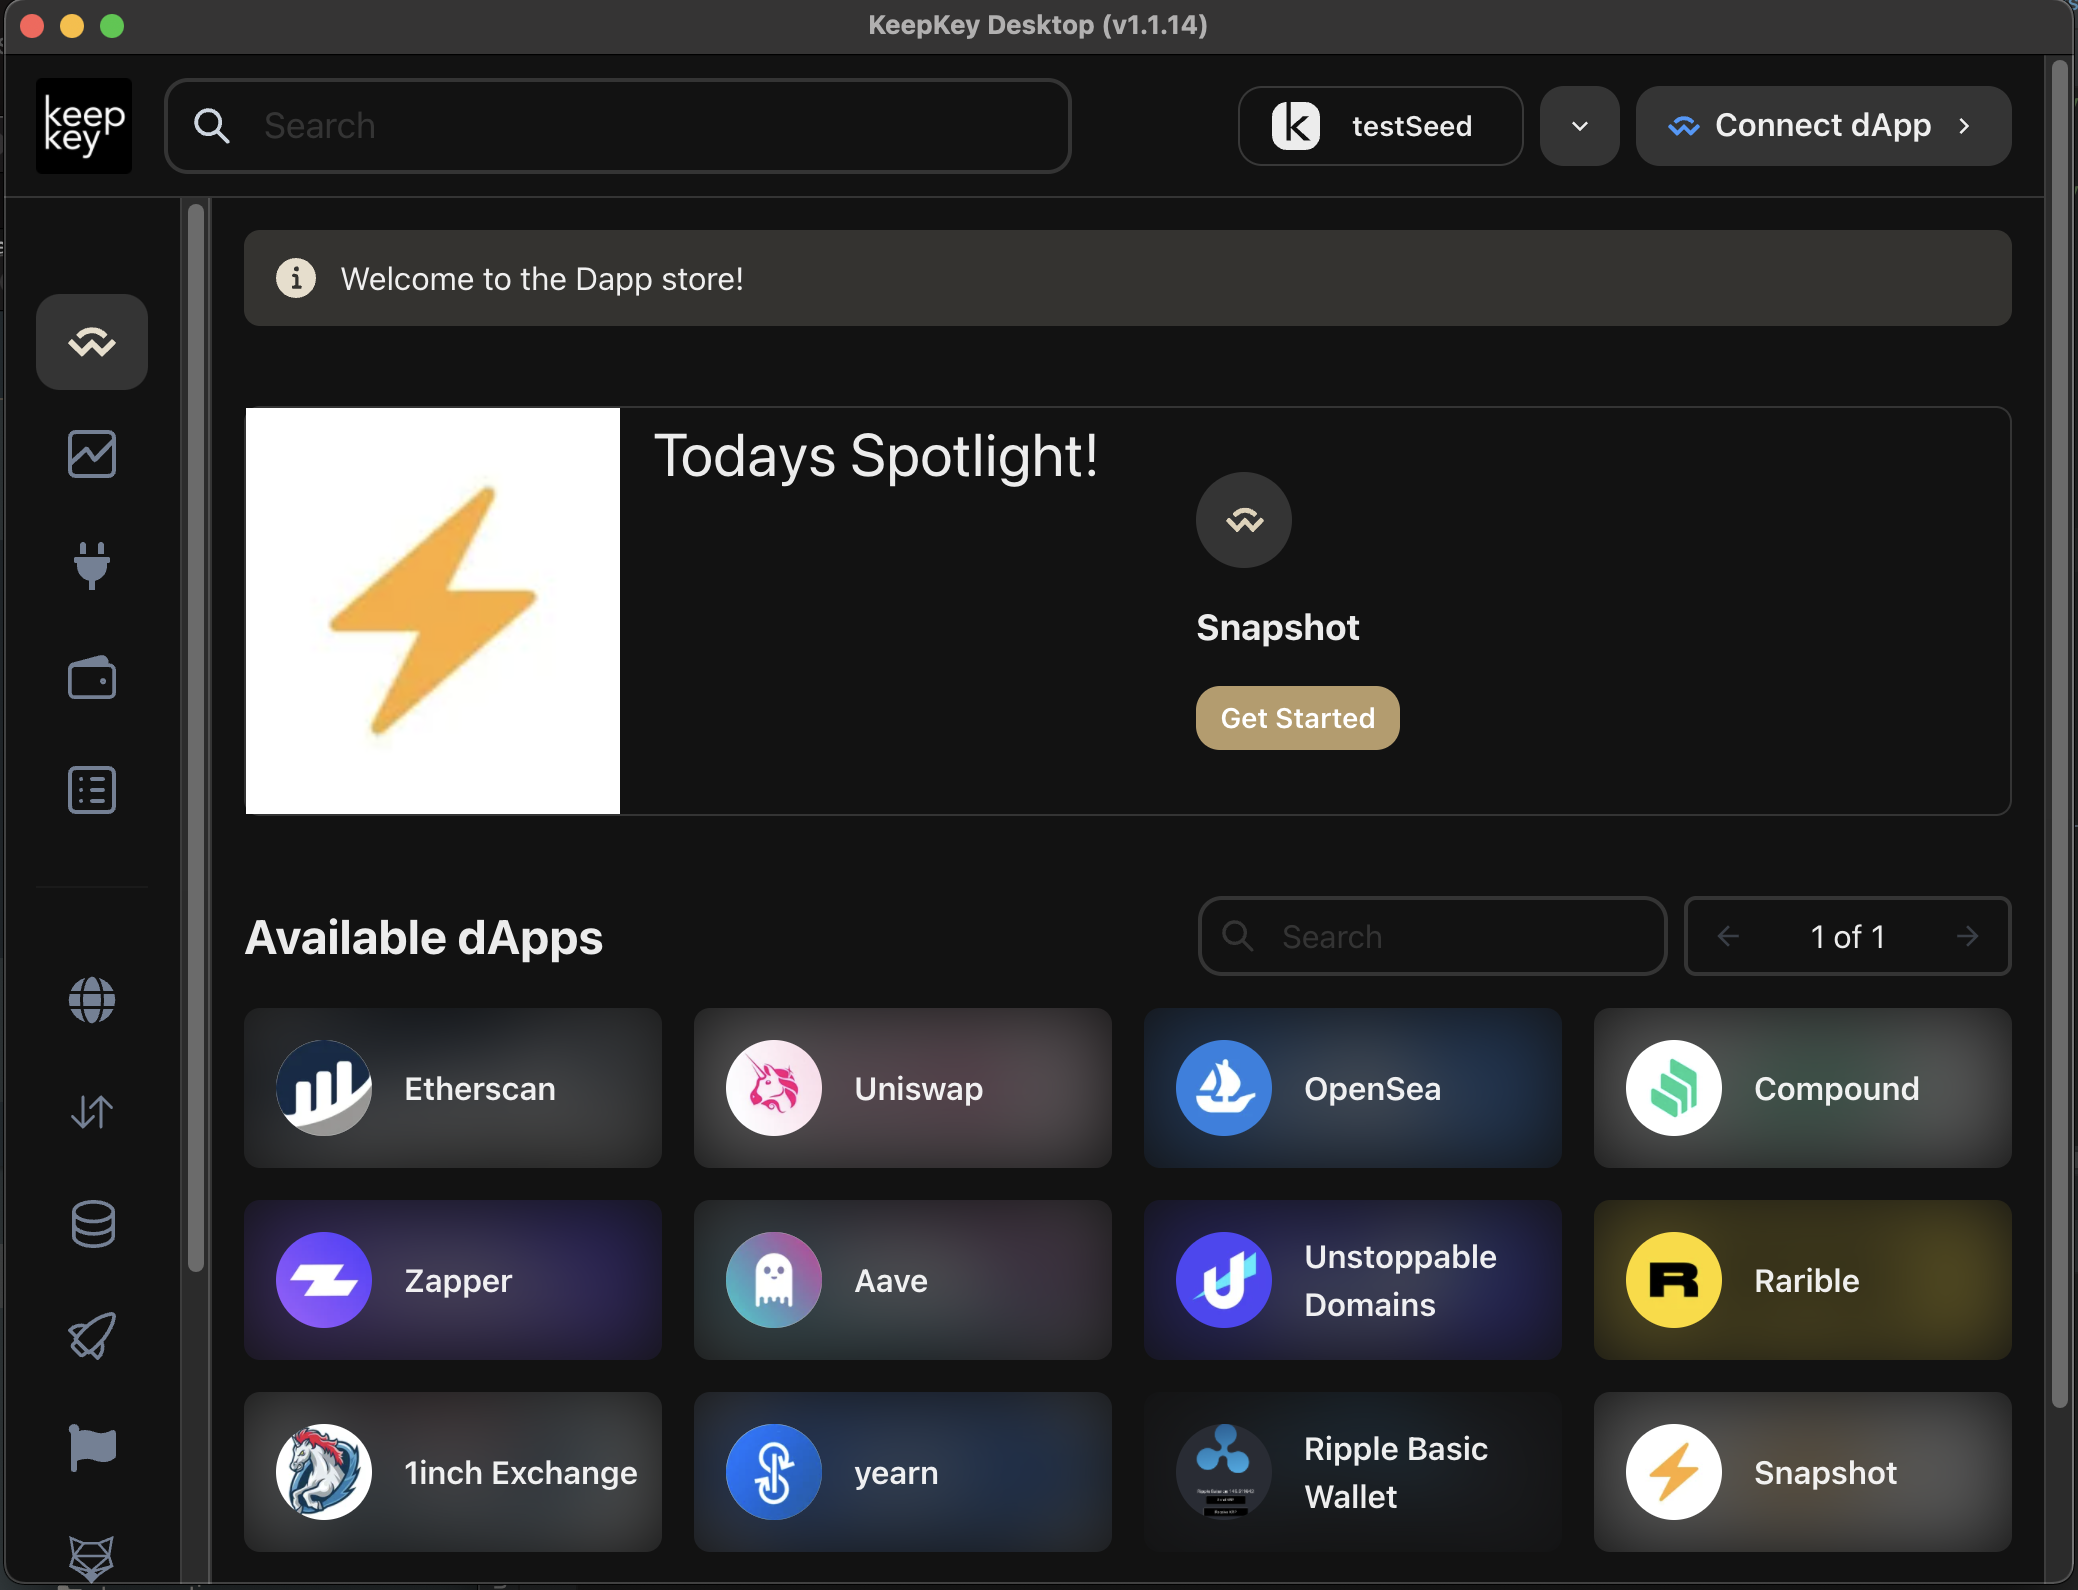 KeepKey Desktop (v1.1.14)
keep
key
Search
k
testSeed
Connect dApp
Welcome to the Dapp store!
Todays Spotlight!
Snapshot
Get Started
Available dApps
Search
1 of 1
Etherscan
Uniswap
OpenSea
Compound
Zapper
Aave
Unstoppable
Domains
Rarible
1inch Exchange
yearn
Ripple Basic
Wallet
Snapshot